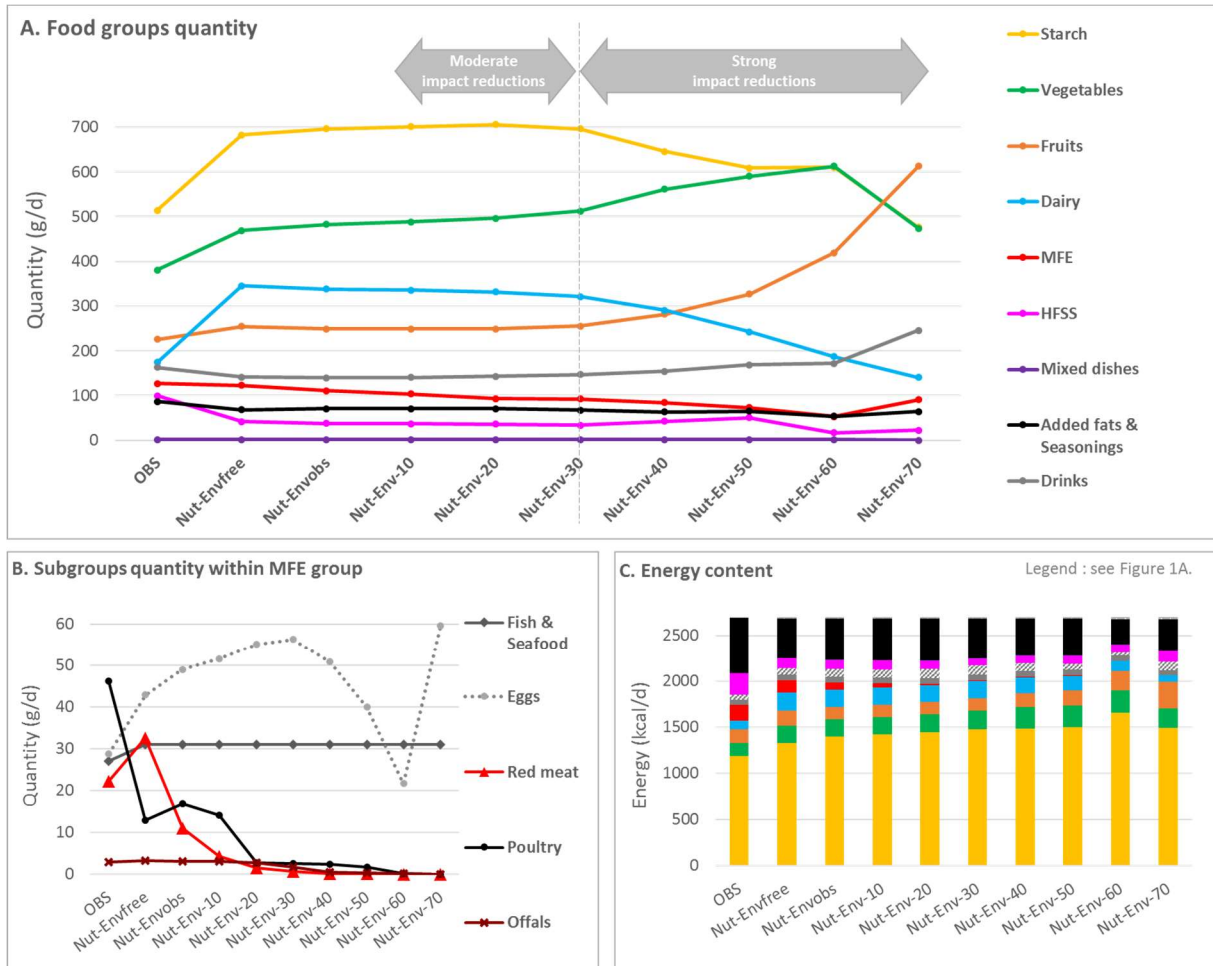 A. Food groups quantity
Moderate
impact reductions
Strong
impact reductions
Quantity (g/d)
700
600
500
400
300
200
100
0
OBS
Nut-Envfree
Nut-Envobs
Nut-Env-10
Nut-Env-20
Nut-Env-30
Nut-Env-40
Nut-Env-50
Nut-Env-60
Nut-Env-70
Starch
Vegetables
Fruits
Dairy
MFE
HFSS
Mixed dishes
Added fats &
Seasonings
Drinks
B. Subgroups quantity within MFE group
Quantity (g/d)
60
50
40
30
20
10
0
OBS
Nut-Envfree
Nut-Envobs
Nut-Env-10
Nut-Env-20
Nut-Env-30
Nut-Env-40
Nut-Env-50
Nut-Env-60
Nut-Env-70
Fish &
Seafood
Eggs
Red meat
Poultry
Offals
C. Energy content
Legend : see Figure 1A.
Energy (kcal/d)
2500
2000
1500
1000
500
0
OBS
Nut-Envfree
Nut-Envobs
Nut-Env-10
Nut-Env-20
Nut-Env-30
Nut-Env-40
Nut-Env-50
Nut-Env-60
Nut-Env-70